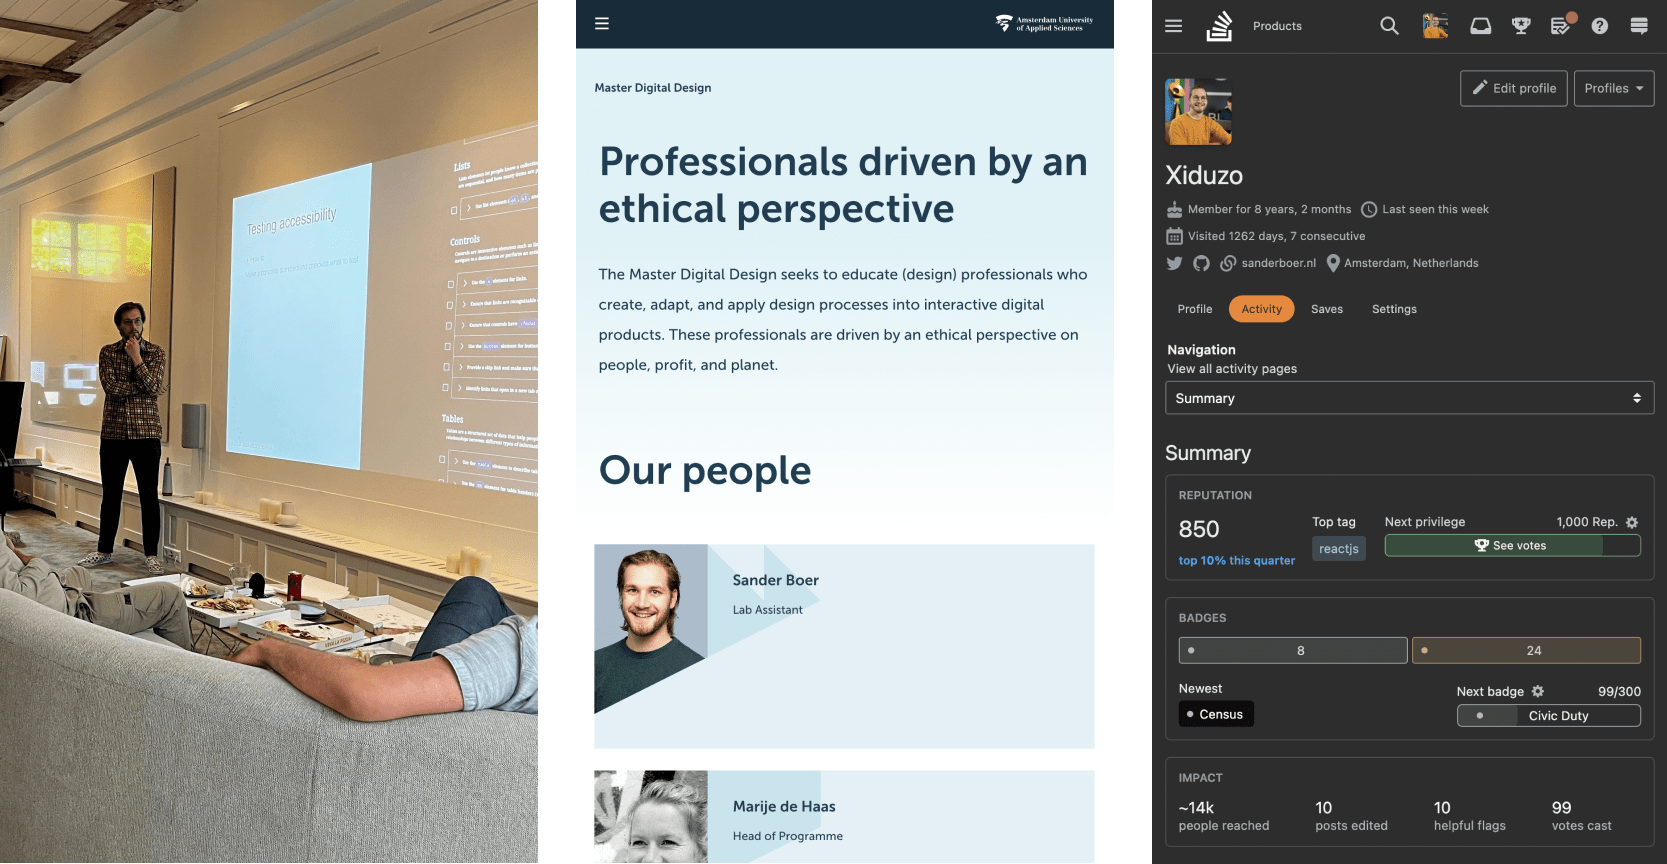 Testing accessibility
Lists
Controls
Tables
Amsterdam University
of Applied Sciences
Master Digital Design
Professionals driven by an
ethical perspective
The Master Digital Design seeks to educate (design) professionals who
create, adapt, and apply design processes into interactive digital
products. These professionals are driven by an ethical perspective on
people, profit, and planet.
Our people
Sander Boer
Lab Assistant
Marije de Haas
Head of Programme
Products
Edit profile
Profiles
Xiduzo
Member for 8 years, 2 months
Last seen this week
Visited 1262 days, 7 consecutive
sanderboer.nl
Amsterdam, Netherlands
Profile
Activity
Saves
Settings
Navigation
View all activity pages
Summary
Summary
REPUTATION
850
top 10% this quarter
Top tag
reactjs
Next privilege
1,000 Rep.
See votes
BADGES
8
24
Newest
Census
Next badge
99/300
Civic Duty
IMPACT
~14k
people reached
10
posts edited
10
helpful flags
99
votes cast